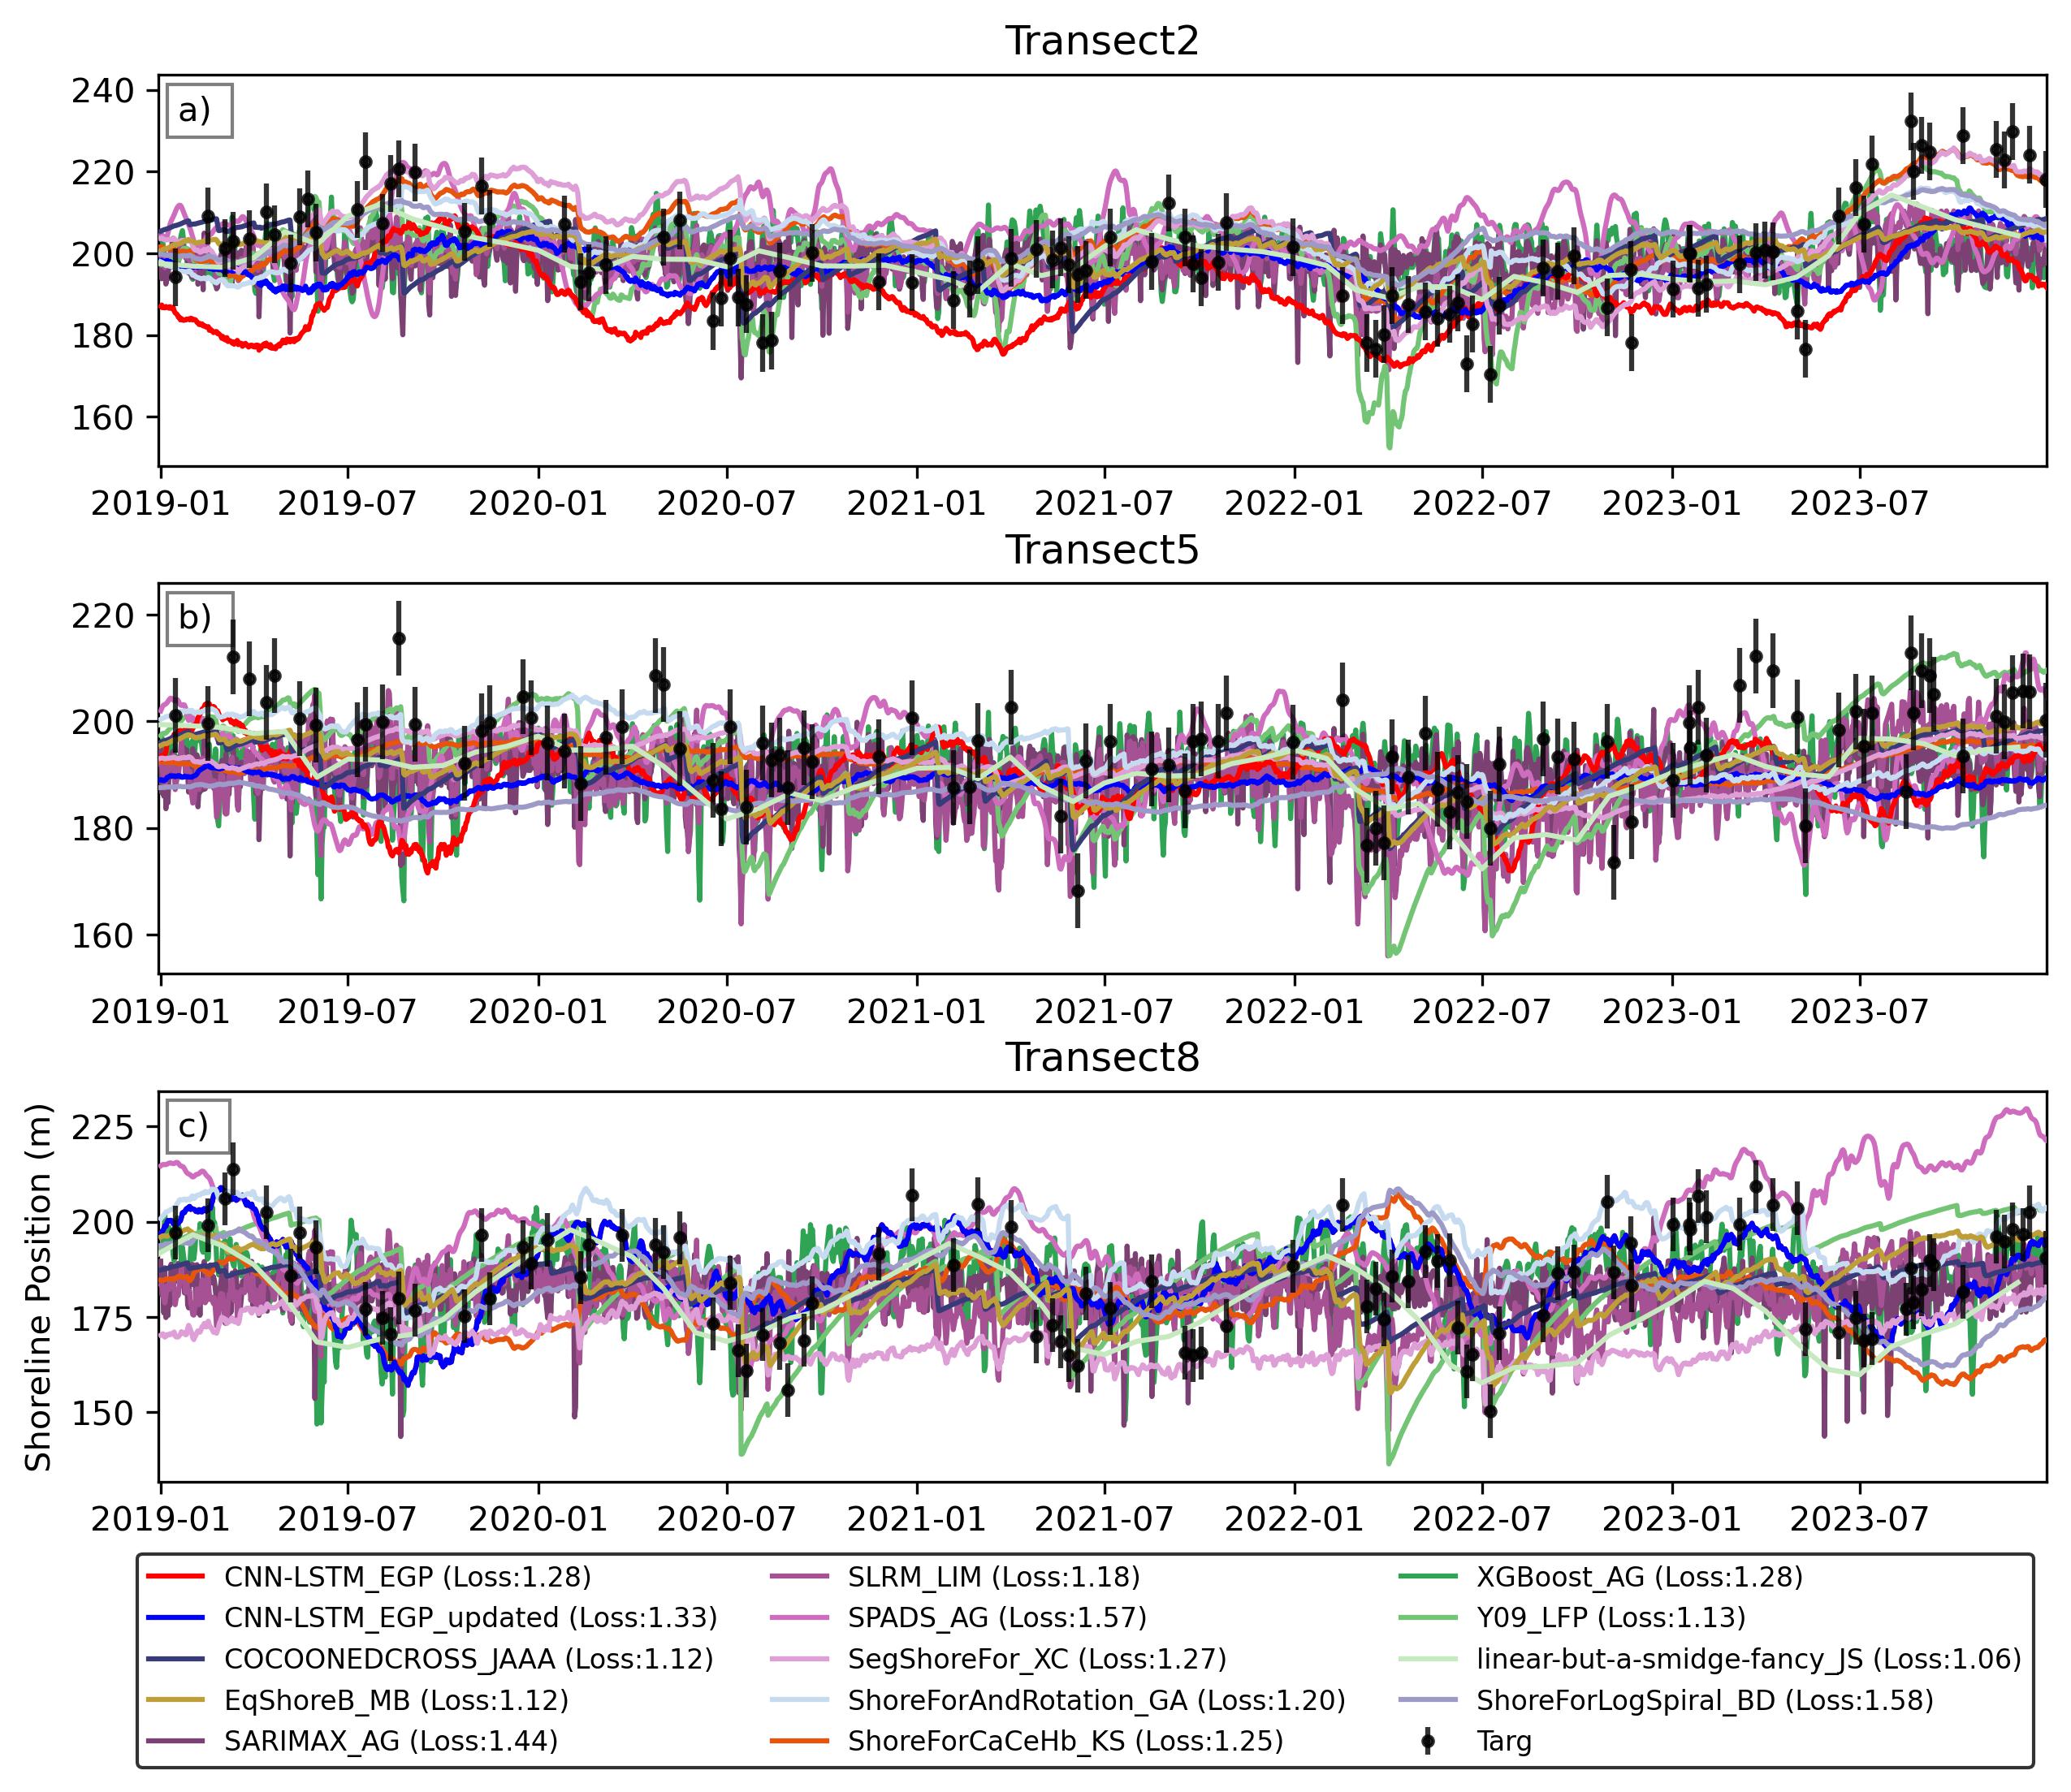 Transect2
a)
240
220
200
180
160
2019-01 2019-07 2020-01 2020-07 2021-01 2021-07 2022-01 2022-07 2023-01 2023-07
Transect5
b)
220
200
180
160
2019-01 2019-07 2020-01 2020-07 2021-01 2021-07 2022-01 2022-07 2023-01 2023-07
Transect8
c)
Shoreline Position (m)
225
200
175
150
2019-01 2019-07 2020-01 2020-07 2021-01 2021-07 2022-01 2022-07 2023-01 2023-07
CNN-LSTM_EGP (Loss:1.28)
CNN-LSTM_EGP_updated (Loss:1.33)
COCOONEDCROSS_JAAA (Loss:1.12)
EqShoreB_MB (Loss:1.12)
SARIMAX_AG (Loss:1.44)
SLRM_LIM (Loss:1.18)
SPADS_AG (Loss:1.57)
SegShoreFor_XC (Loss:1.27)
ShoreForAndRotation_GA (Loss:1.20)
ShoreForCaCeHb_KS (Loss:1.25)
XGBoost_AG (Loss:1.28)
Y09_LFP (Loss:1.13)
linear-but-a-smidge-fancy_JS (Loss:1.06)
ShoreForLogSpiral_BD (Loss:1.58)
Targ